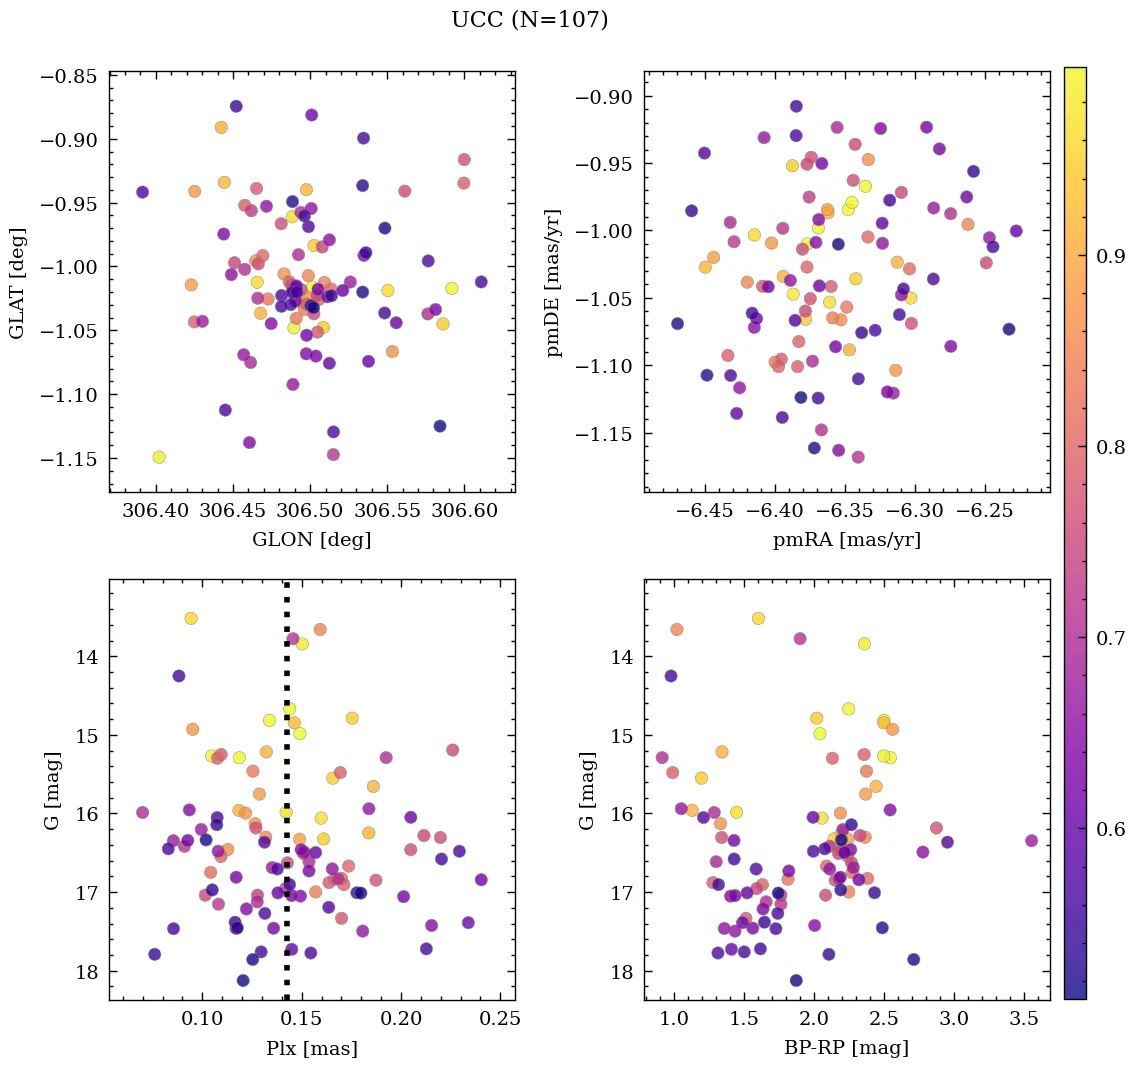 UCC (N=107)
−0.85
−0.90
−0.95
−1.00
−1.05
−1.10
−1.15
GLAT [deg]
306.40 306.45 306.50 306.55 306.60
GLON [deg]
−0.90
−0.95
−1.00
−1.05
−1.10
−1.15
pmDE [mas/yr]
−6.45 −6.40 −6.35 −6.30 −6.25
pmRA [mas/yr]
14
15
16
17
18
G [mag]
0.10 0.15 0.20 0.25
Plx [mas]
14
15
16
17
18
G [mag]
1.0 1.5 2.0 2.5 3.0 3.5
BP-RP [mag]
0.9
0.8
0.7
0.6